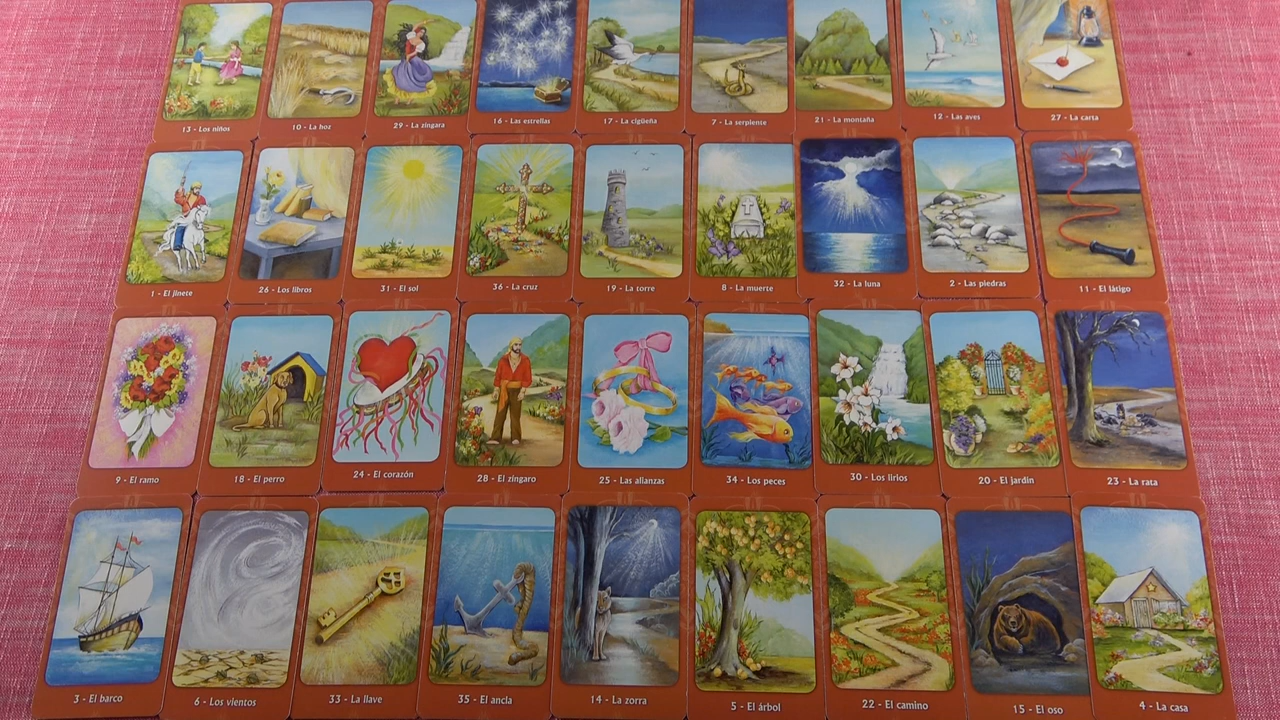 13 - Los niños
10 - La hoz
29 - La zíngara
16 - Las estrellas
17 - La cigüeña
7 - La serpiente
21 - La montaña
12 - Las aves
27 - La carta
1 - El jinete
26 - Los libros
31 - El sol
36 - La cruz
19 - La torre
8 - La muerte
32 - La luna
2 - Las piedras
11 - El látigo
9 - El ramo
18 - El perro
24 - El corazón
28 - El zíngaro
25 - Las alianzas
34 - Los peces
30 - Los lirios
20 - El jardín
23 - La rata
3 - El barco
6 - Los vientos
33 - La llave
35 - El ancla
14 - La zorra
5 - El árbol
22 - El camino
15 - El oso
4 - La casa